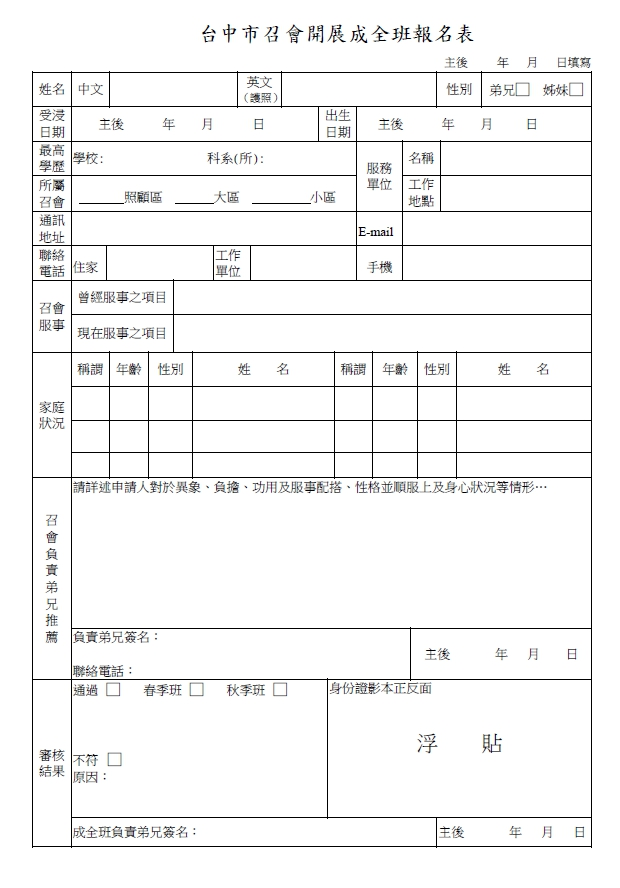 台中市召會開展成全班報名表
主後 年 月 日填寫
姓名 中文 英文（護照） 性別 弟兄□ 姊妹□
受浸日期 主後 年 月 日 出生日期 主後 年 月 日
最高學歷 學校: 科系(所): 服務單位 名稱
所屬召會 ______照顧區 _____大區 ________小區 工作地點
通訊地址 E-mail
聯絡電話 住家 工作單位 手機
召會服事 曾經服事之項目
現在服事之項目
家庭狀況 稱謂 年齡 性別 姓 名 稱謂 年齡 性別 姓 名
召會負責弟兄推薦
請詳述申請人對於異象、負擔、功用及服事配搭、性格並順服上及身心狀況等情形…
負責弟兄簽名：
聯絡電話：
主後 年 月 日
審核結果
通過 □ 春季班 □ 秋季班 □
不符 □
原因：
身份證影本正反面
浮 貼
成全班負責弟兄簽名： 主後 年 月 日